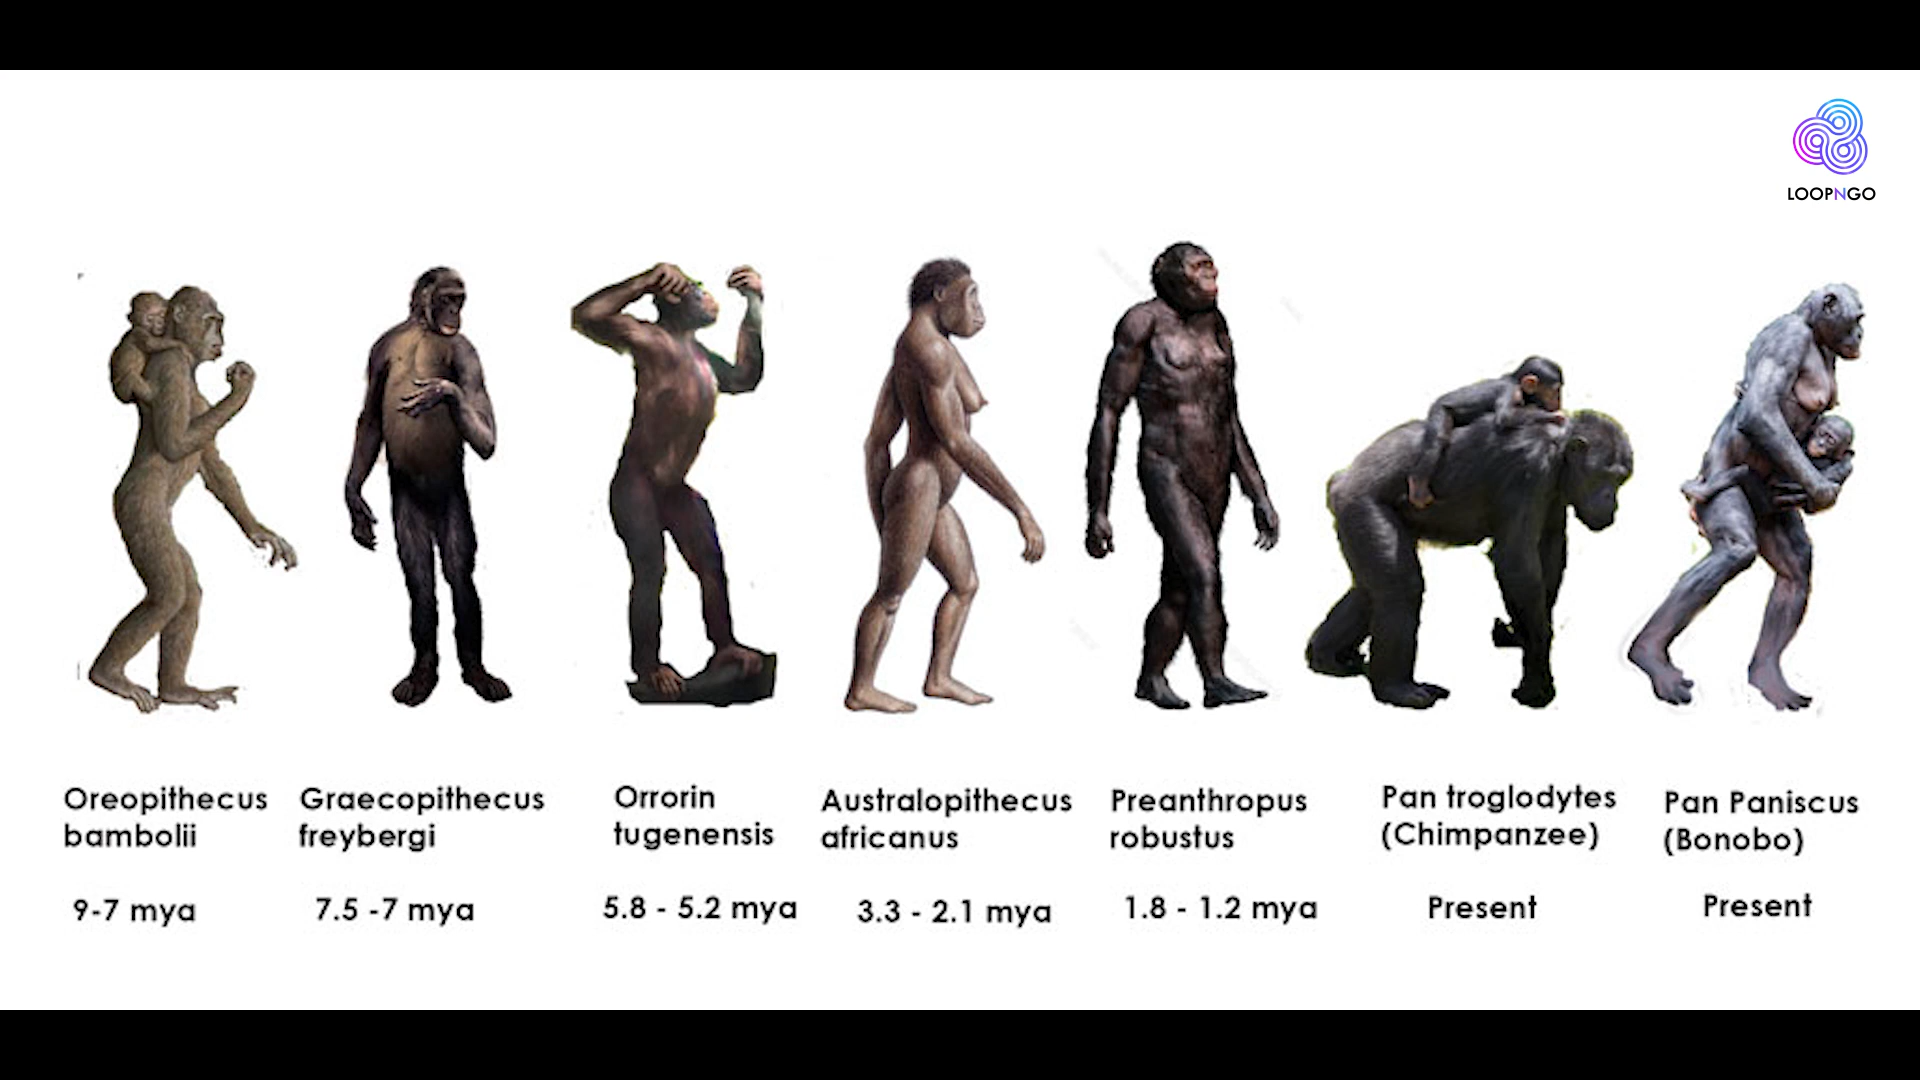 LOOPNGO
Oreopithecus
bambolii
9-7 mya
Graecopithecus
freybergi
7.5 -7 mya
Orrorin
tugenensis
5.8 - 5.2 mya
Australopithecus
africanus
3.3 - 2.1 mya
Preanthropus
robustus
1.8 - 1.2 mya
Pan troglodytes
(Chimpanzee)
Present
Pan Paniscus
(Bonobo)
Present